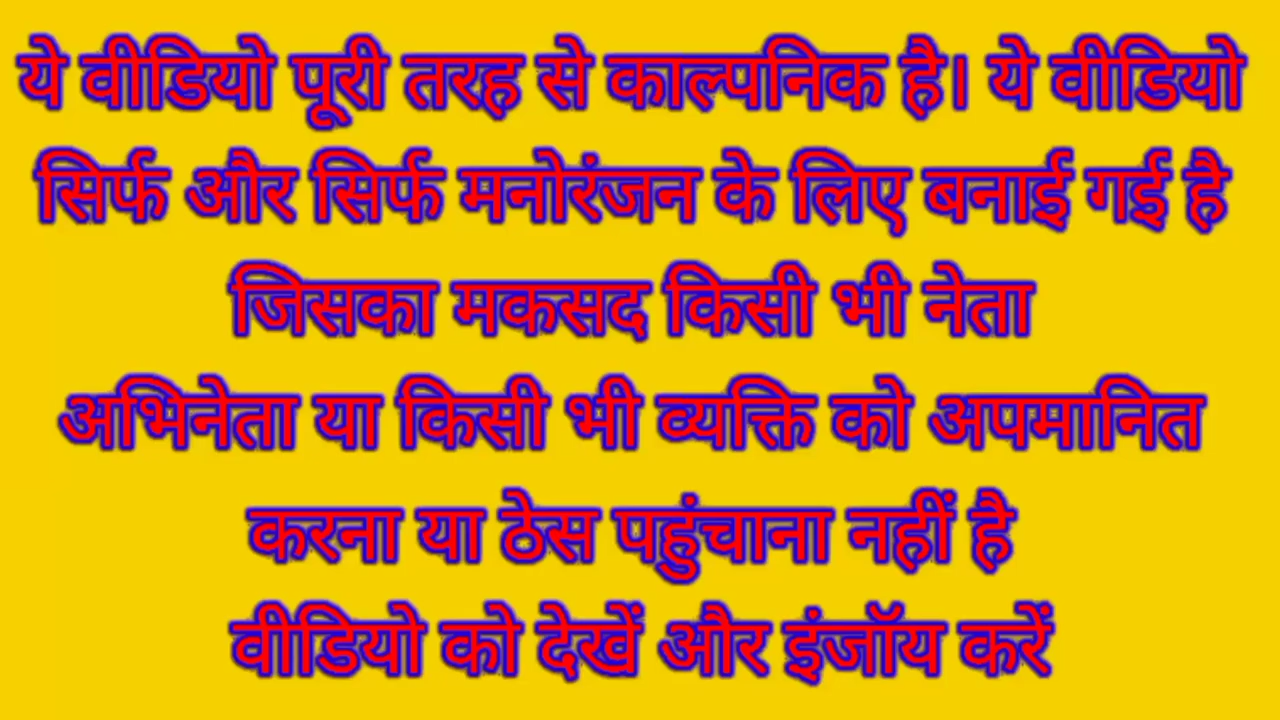 ये वीडियो पूरी तरह से काल्पनिक है। ये वीडियो
सिर्फ और सिर्फ मनोरंजन के लिए बनाई गई है
जिसका मकसद किसी भी नेता
अभिनेता या किसी भी व्यक्ति को अपमानित
करना या ठेस पहुंचाना नहीं है
वीडियो को देखें और इंजॉय करें